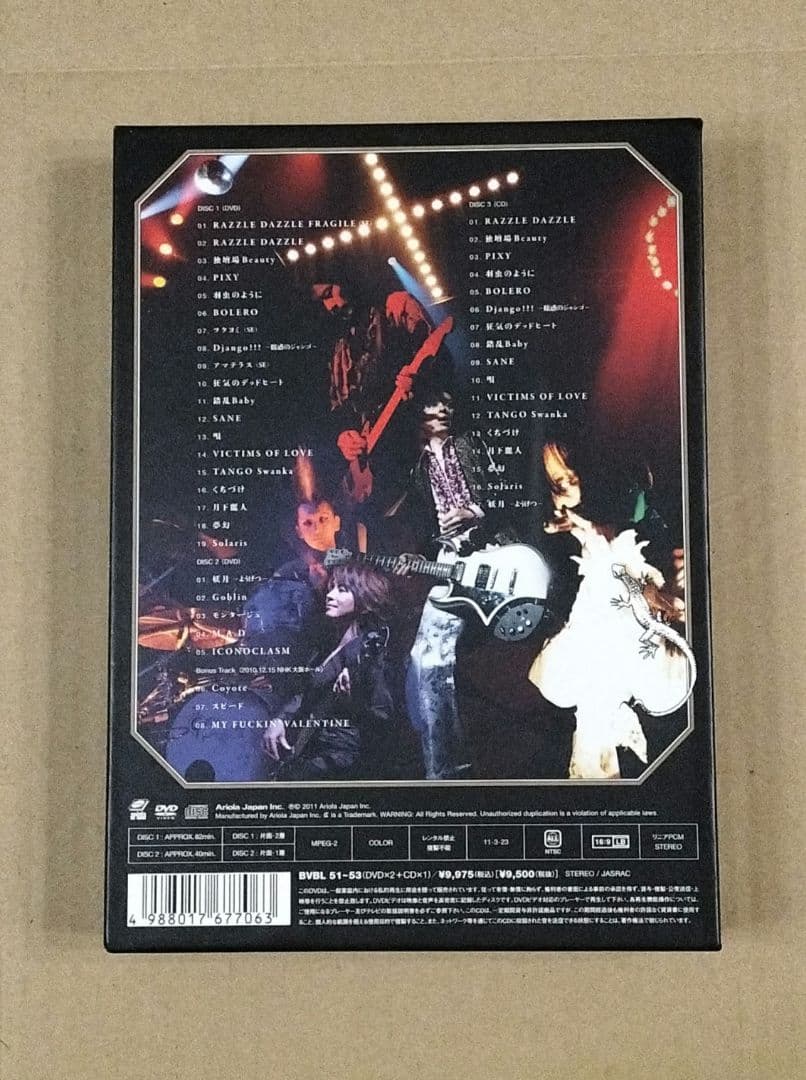 DISC 1 (DVD)
01. RAZZLE DAZZLE FRAGILE (SE)
02. RAZZLE DAZZLE
03. 独壇場Beauty
04. PIXY
05. 羽虫のように
06. BOLERO
07. ツクヨミ (SE)
08. Django!!! -眩惑のジャンゴ-
09. アマテラス (SE)
10. 狂気のデッドヒート
11. 錯乱Baby
12. SANE
13. 唄
14. VICTIMS OF LOVE
15. TANGO Swanka
16. くちづけ
17. 月下麗人
18. 夢幻
19. Solaris
DISC 2 (DVD)
01. 妖月 -ようげつ-
02. Goblin
03. モンタージュ
04. M・A・D
05. ICONOCLASM
Bonus Track (2010.12.15 NHK大阪ホール)
06. Coyote
07. スピード
08. MY FUCKIN' VALENTINE
DISC 3 (CD)
01. RAZZLE DAZZLE
02. 独壇場Beauty
03. PIXY
04. 羽虫のように
05. BOLERO
06. Django!!! -眩惑のジャンゴ-
07. 狂気のデッドヒート
08. 錯乱Baby
09. SANE
10. 唄
11. VICTIMS OF LOVE
12. TANGO Swanka
13. くちづけ
14. 月下麗人
15. 夢幻
16. Solaris
17. 妖月 -ようげつ-
DVD VIDEO
Ariola Japan Inc. ℗© 2011 Ariola Japan Inc.
Manufactured by Ariola Japan Inc. is a Trademark. WARNING: All Rights Reserved. Unauthorized duplication is a violation of applicable laws.
DISC 1 : APPROX.82min. DISC 1 : 片面・2層 MPEG-2 COLOR レンタル禁止 複製不能 11・3・23 ALL NTSC 16:9 LB リニアPCM STEREO
DISC 2 : APPROX.40min. DISC 2 : 片面・1層
BVBL 51~53(DVD×2+CD×1)/¥9,975(税込)[¥9,500(税抜)] STEREO / JASRAC
4 988017 677063